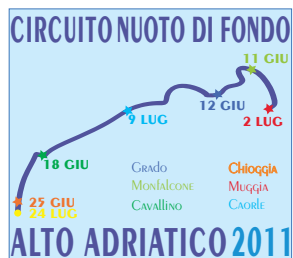 CIRCUITO NUOTO DI FONDO
11 GIU
12 GIU
2 LUG
9 LUG
18 GIU
25 GIU
24 LUG
Grado Chioggia
Monfalcone Muggia
Cavallino Caorle
ALTO ADRIATICO 2011